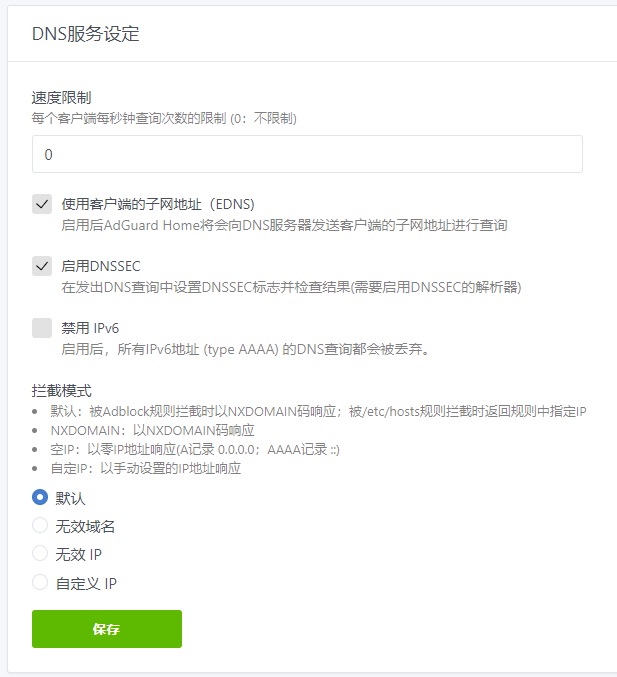 DNS服务设定
速度限制
每个客户端每秒钟查询次数的限制 (0：不限制)
0
使用客户端的子网地址（EDNS)
启用后AdGuard Home将会向DNS服务器发送客户端的子网地址进行查询
启用DNSSEC
在发出DNS查询中设置DNSSEC标志并检查结果(需要启用DNSSEC的解析器)
禁用 IPv6
启用后，所有IPv6地址 (type AAAA) 的DNS查询都会被丢弃。
拦截模式
• 默认：被Adblock规则拦截时以NXDOMAIN码响应；被/etc/hosts规则拦截时返回规则中指定IP
• NXDOMAIN：以NXDOMAIN码响应
• 空IP：以零IP地址响应(A记录 0.0.0.0；AAAA记录 ::)
• 自定IP：以手动设置的IP地址响应
默认
无效域名
无效 IP
自定义 IP
保存